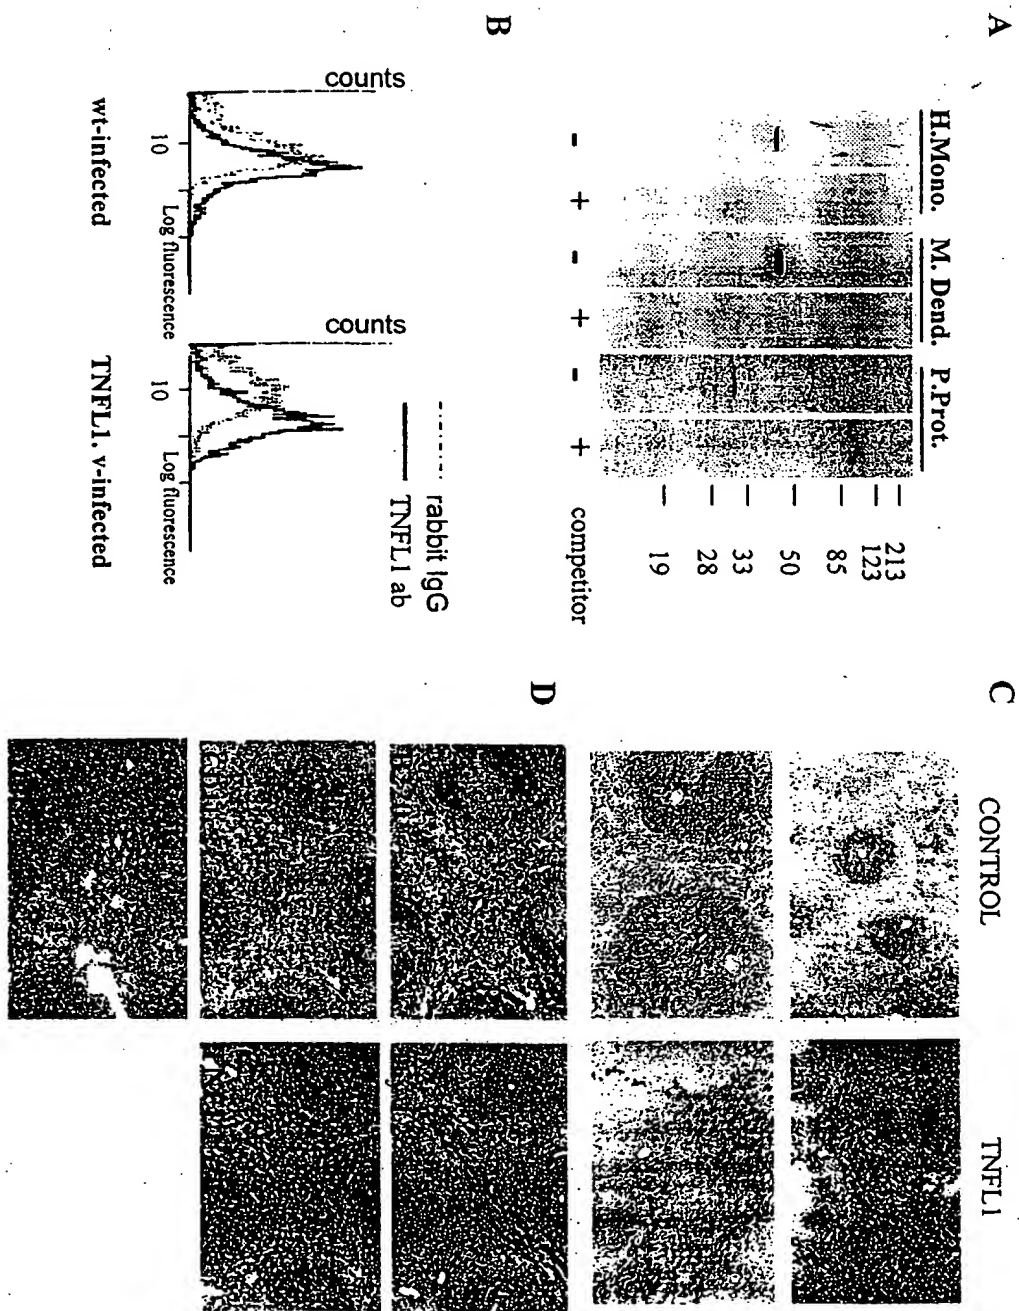 A
H.Mono. M. Dend. P.Prot.
213
123
85
50
33
28
19
- + - + - + competitor
B
counts
10
Log fluorescence
wt-infected
counts
10
Log fluorescence
TNFL1. v-infected
rabbit IgG
TNFL1 ab
C
CONTROL TNFL1
D